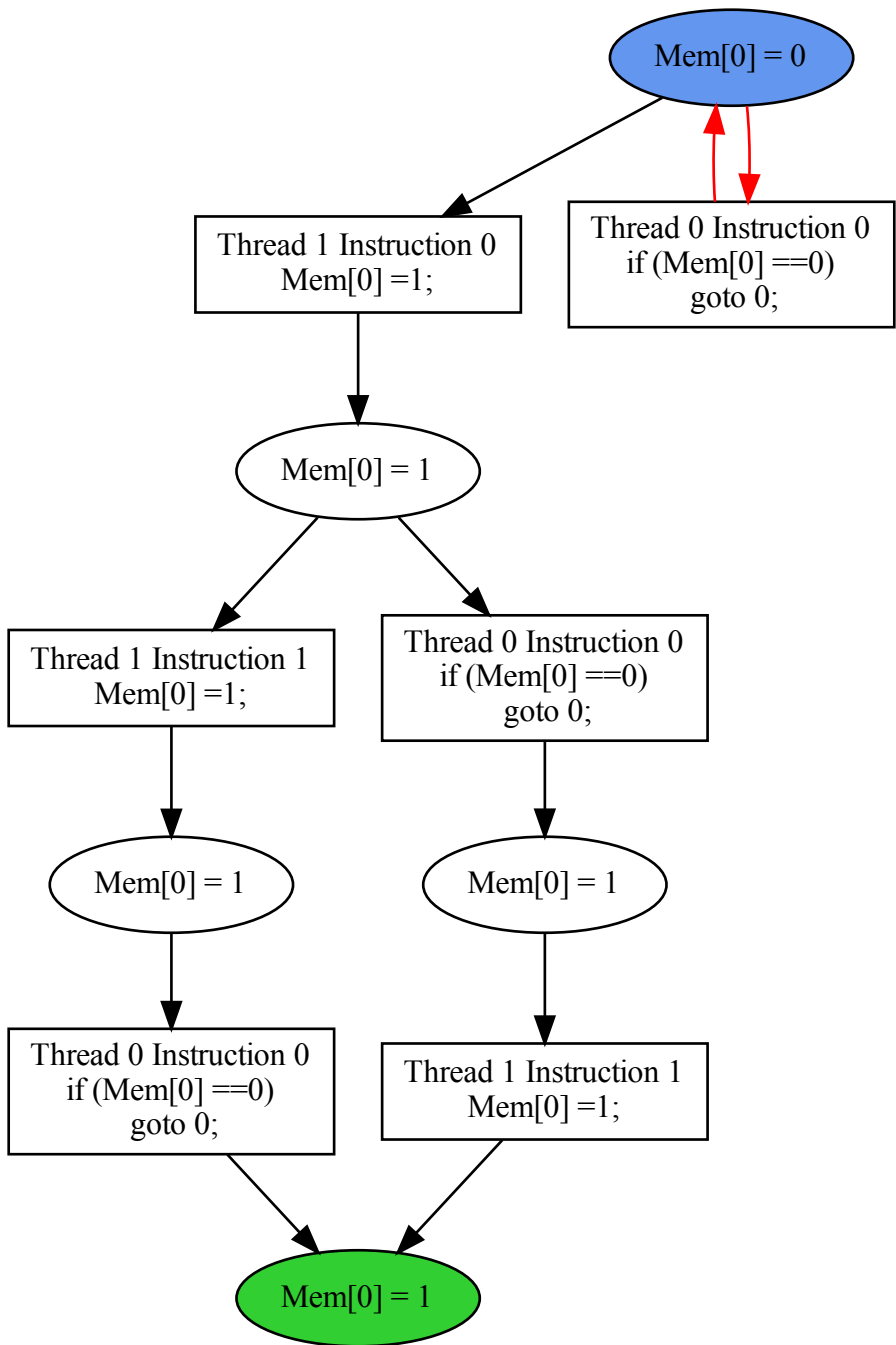 Mem[0] = 0
Thread 1 Instruction 0
Mem[0] =1;
Thread 0 Instruction 0
if (Mem[0] ==0)
goto 0;
Mem[0] = 1
Thread 1 Instruction 1
Mem[0] =1;
Thread 0 Instruction 0
if (Mem[0] ==0)
goto 0;
Mem[0] = 1
Mem[0] = 1
Thread 0 Instruction 0
if (Mem[0] ==0)
goto 0;
Thread 1 Instruction 1
Mem[0] =1;
Mem[0] = 1